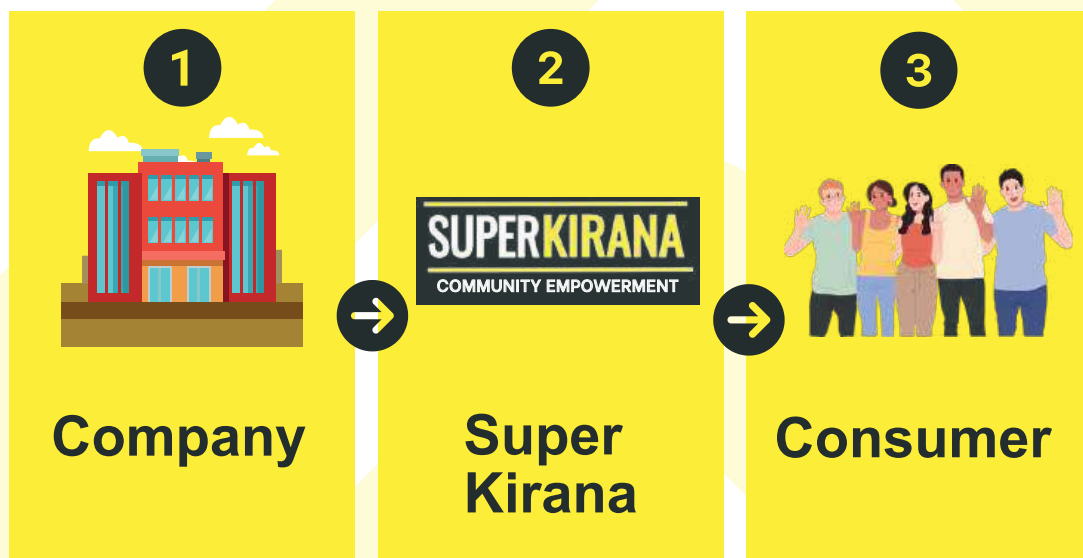 1
2
3
SUPERKIRANA
COMMUNITY EMPOWERMENT
Company
Super
Kirana
Consumer